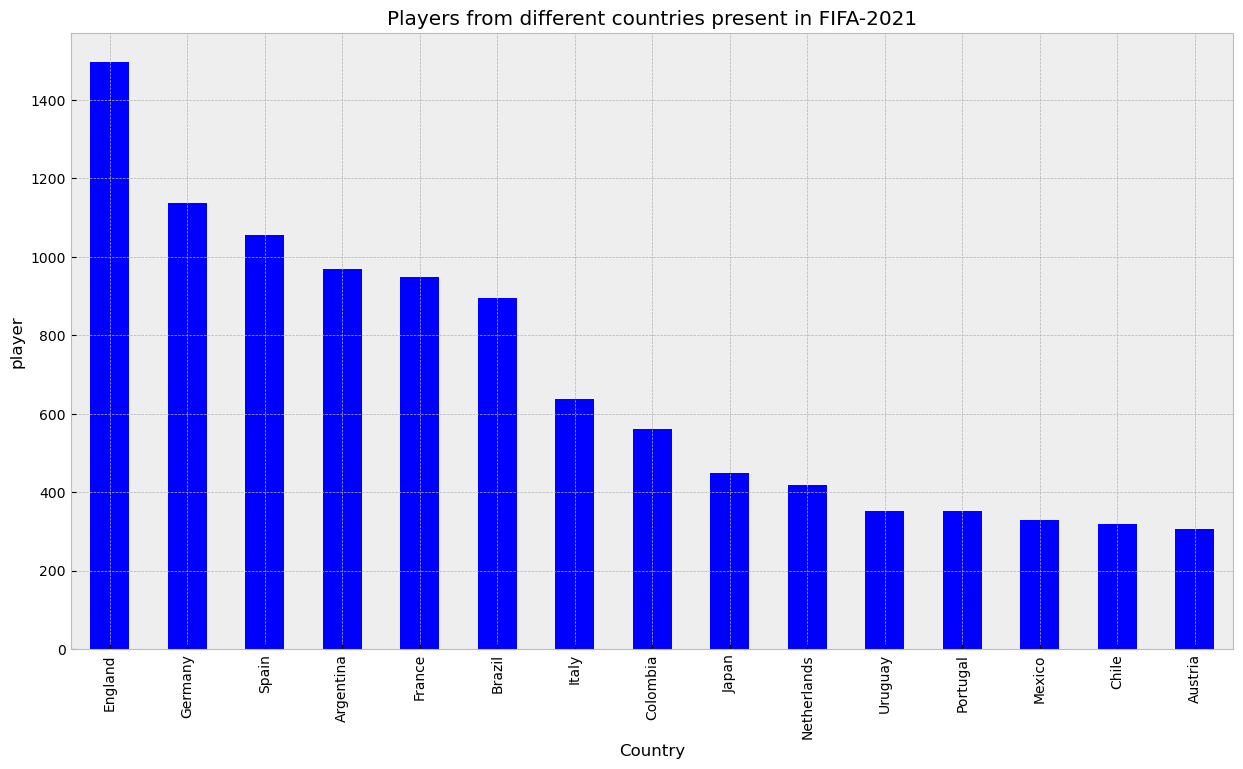 Players from different countries present in FIFA-2021
player
1400
1200
1000
800
600
400
200
0
England
Germany
Spain
Argentina
France
Brazil
Italy
Colombia
Japan
Netherlands
Uruguay
Portugal
Mexico
Chile
Austria
Country